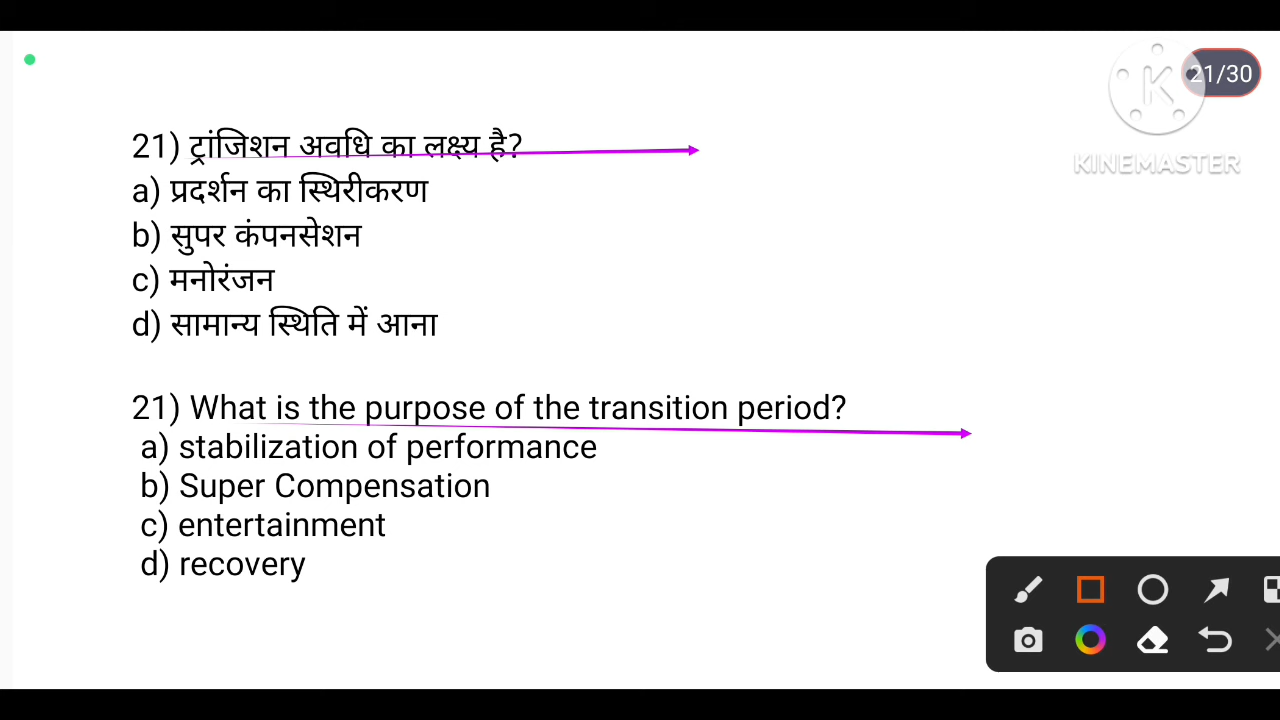 21/30
KINEMASTER
21) ट्रांजिशन अवधि का लक्ष्य है?
a) प्रदर्शन का स्थिरीकरण
b) सुपर कंपनसेशन
c) मनोरंजन
d) सामान्य स्थिति में आना
21) What is the purpose of the transition period?
a) stabilization of performance
b) Super Compensation
c) entertainment
d) recovery